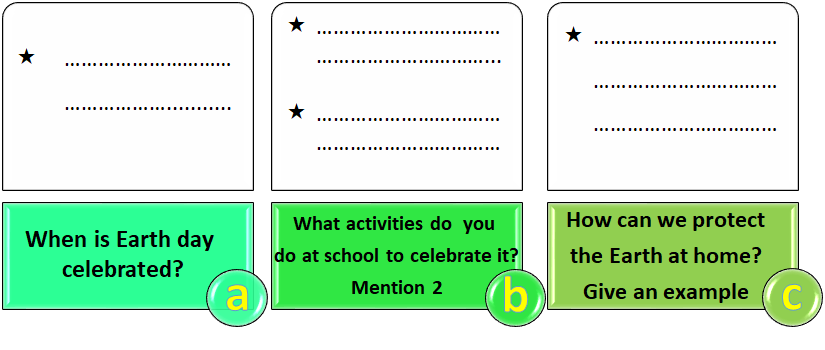 ★ …………………………
………………...........
★ ……………………………
…………………………...
★ ……………………………
……………………………
★ ……………………………
……………………………
……………………………
When is Earth day
celebrated?
a
What activities do you
do at school to celebrate it?
Mention 2
b
How can we protect
the Earth at home?
Give an example
c